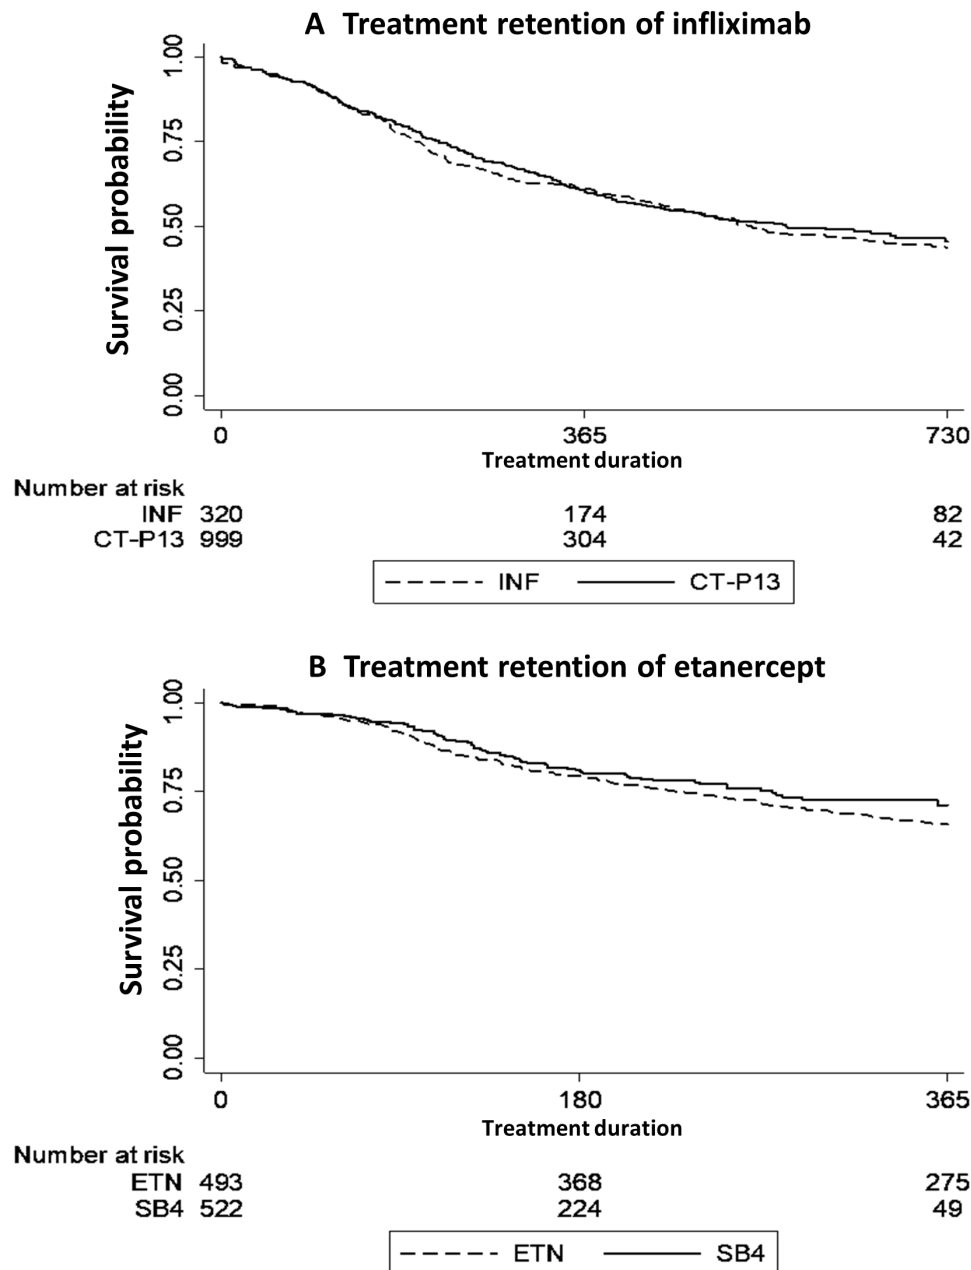 A Treatment retention of infliximab
Survival probability
1.00
0.75
0.50
0.25
0.00
0 365 730
Treatment duration
Number at risk
INF 320 174 82
CT-P13 999 304 42
INF CT-P13
B Treatment retention of etanercept
Survival probability
1.00
0.75
0.50
0.25
0.00
0 180 365
Treatment duration
Number at risk
ETN 493 368 275
SB4 522 224 49
ETN SB4